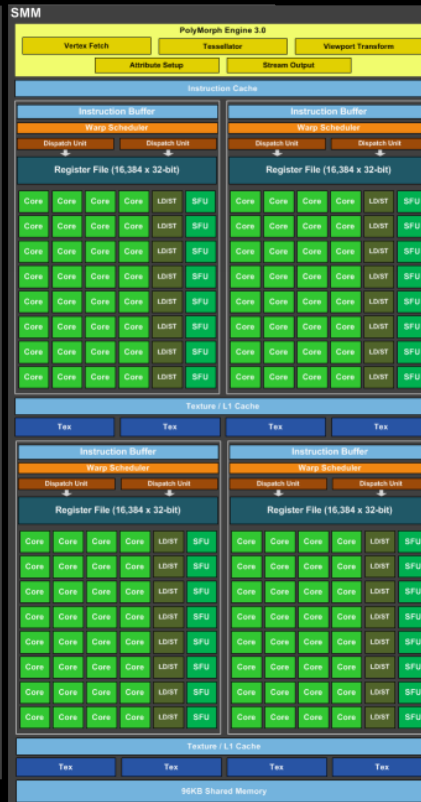 SMM
PolyMorph Engine 3.0
Vertex Fetch Tessellator Viewport Transform
Attribute Setup Stream Output
Instruction Cache
Instruction Buffer Instruction Buffer
Warp Scheduler Warp Scheduler
Dispatch Unit Dispatch Unit Dispatch Unit Dispatch Unit
Register File (16,384 x 32-bit) Register File (16,384 x 32-bit)
Core Core Core Core LD/ST SFU Core Core Core Core LD/ST SFU
Core Core Core Core LD/ST SFU Core Core Core Core LD/ST SFU
Core Core Core Core LD/ST SFU Core Core Core Core LD/ST SFU
Core Core Core Core LD/ST SFU Core Core Core Core LD/ST SFU
Core Core Core Core LD/ST SFU Core Core Core Core LD/ST SFU
Core Core Core Core LD/ST SFU Core Core Core Core LD/ST SFU
Core Core Core Core LD/ST SFU Core Core Core Core LD/ST SFU
Core Core Core Core LD/ST SFU Core Core Core Core LD/ST SFU
Texture / L1 Cache
Tex Tex Tex Tex
Instruction Buffer Instruction Buffer
Warp Scheduler Warp Scheduler
Dispatch Unit Dispatch Unit Dispatch Unit Dispatch Unit
Register File (16,384 x 32-bit) Register File (16,384 x 32-bit)
Core Core Core Core LD/ST SFU Core Core Core Core LD/ST SFU
Core Core Core Core LD/ST SFU Core Core Core Core LD/ST SFU
Core Core Core Core LD/ST SFU Core Core Core Core LD/ST SFU
Core Core Core Core LD/ST SFU Core Core Core Core LD/ST SFU
Core Core Core Core LD/ST SFU Core Core Core Core LD/ST SFU
Core Core Core Core LD/ST SFU Core Core Core Core LD/ST SFU
Core Core Core Core LD/ST SFU Core Core Core Core LD/ST SFU
Core Core Core Core LD/ST SFU Core Core Core Core LD/ST SFU
Texture / L1 Cache
Tex Tex Tex Tex
96KB Shared Memory